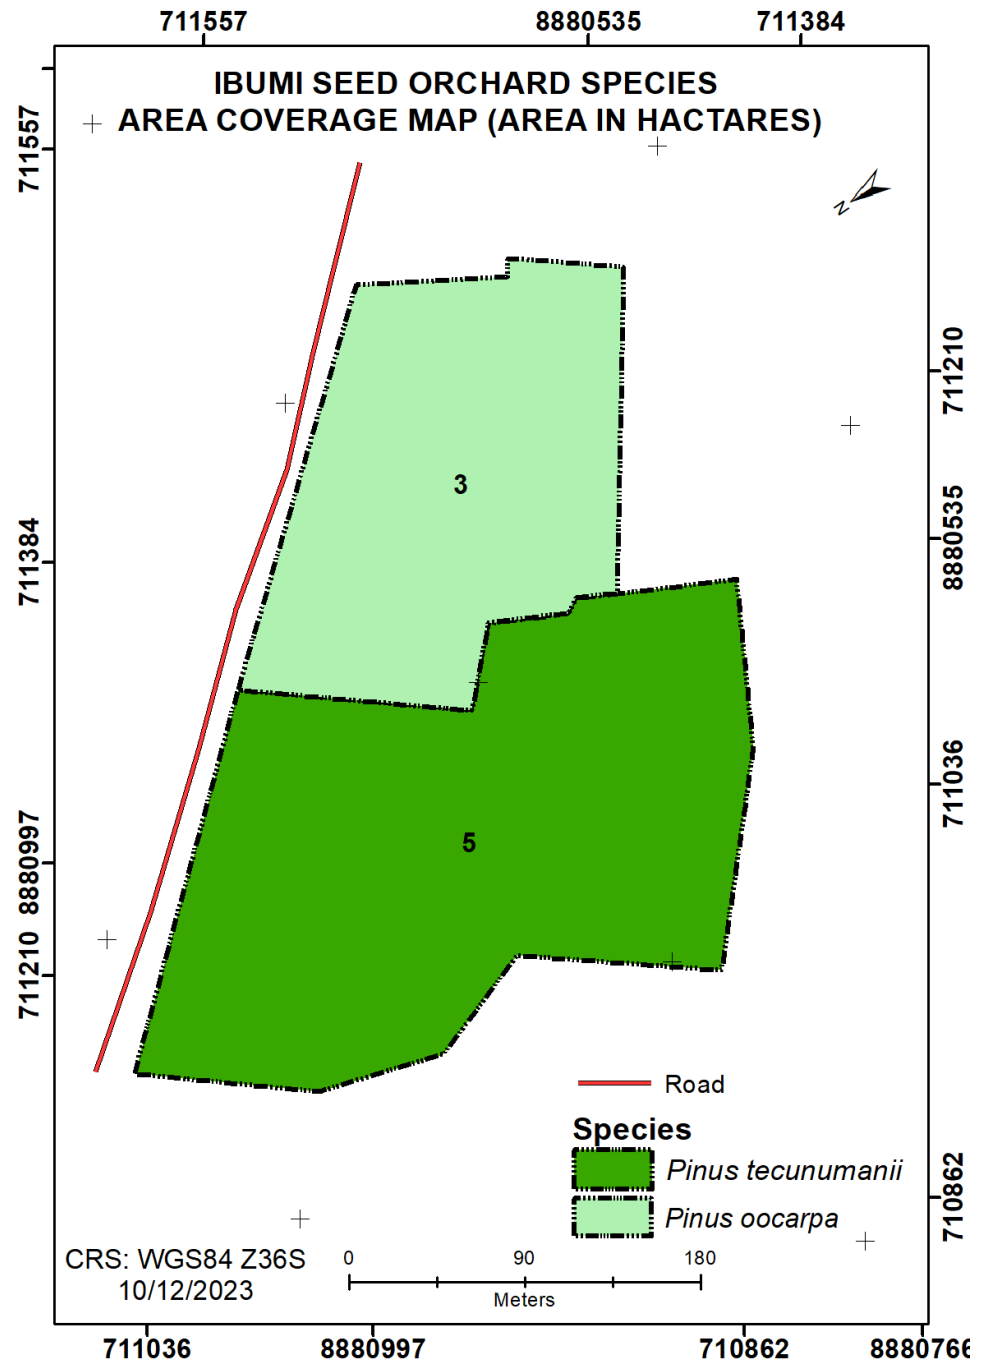 711557 8880535 711384
IBUMI SEED ORCHARD SPECIES
AREA COVERAGE MAP (AREA IN HACTARES)
711557
N
711210
3
8880535
711384
711036
5
8880997
711210
Road
Species
Pinus tecunumanii
Pinus oocarpa
710862
CRS: WGS84 Z36S
10/12/2023
0 90 180
Meters
711036 8880997 710862 8880766